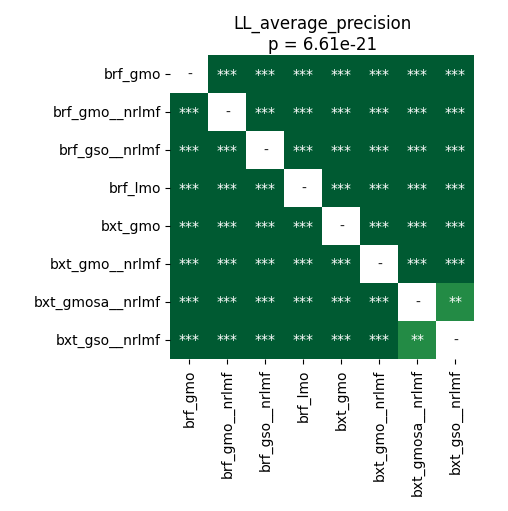 LL_average_precision
p = 6.61e-21
brf_gmo - *** *** *** *** *** *** ***
brf_gmo__nrlmf *** - *** *** *** *** *** ***
brf_gso__nrlmf *** *** - *** *** *** *** ***
brf_lmo *** *** *** - *** *** *** ***
bxt_gmo *** *** *** *** - *** *** ***
bxt_gmo__nrlmf *** *** *** *** *** - *** ***
bxt_gmosa__nrlmf *** *** *** *** *** *** - **
bxt_gso__nrlmf *** *** *** *** *** *** ** -
brf_gmo
brf_gmo__nrlmf
brf_gso__nrlmf
brf_lmo
bxt_gmo
bxt_gmo__nrlmf
bxt_gmosa__nrlmf
bxt_gso__nrlmf